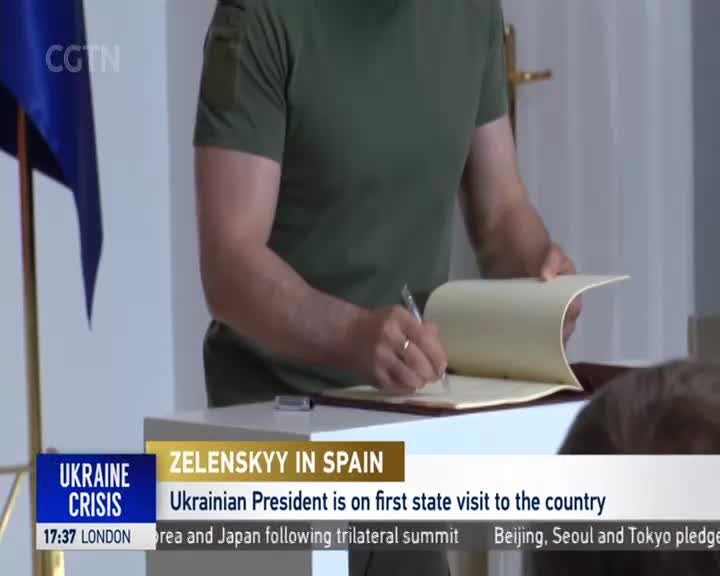 CGTN
ZELENSKYY IN SPAIN
UKRAINE
CRISIS
Ukrainian President is on first state visit to the country
17:37 LONDON
and Japan following trilateral summit Beijing, Seoul and Tokyo pledge